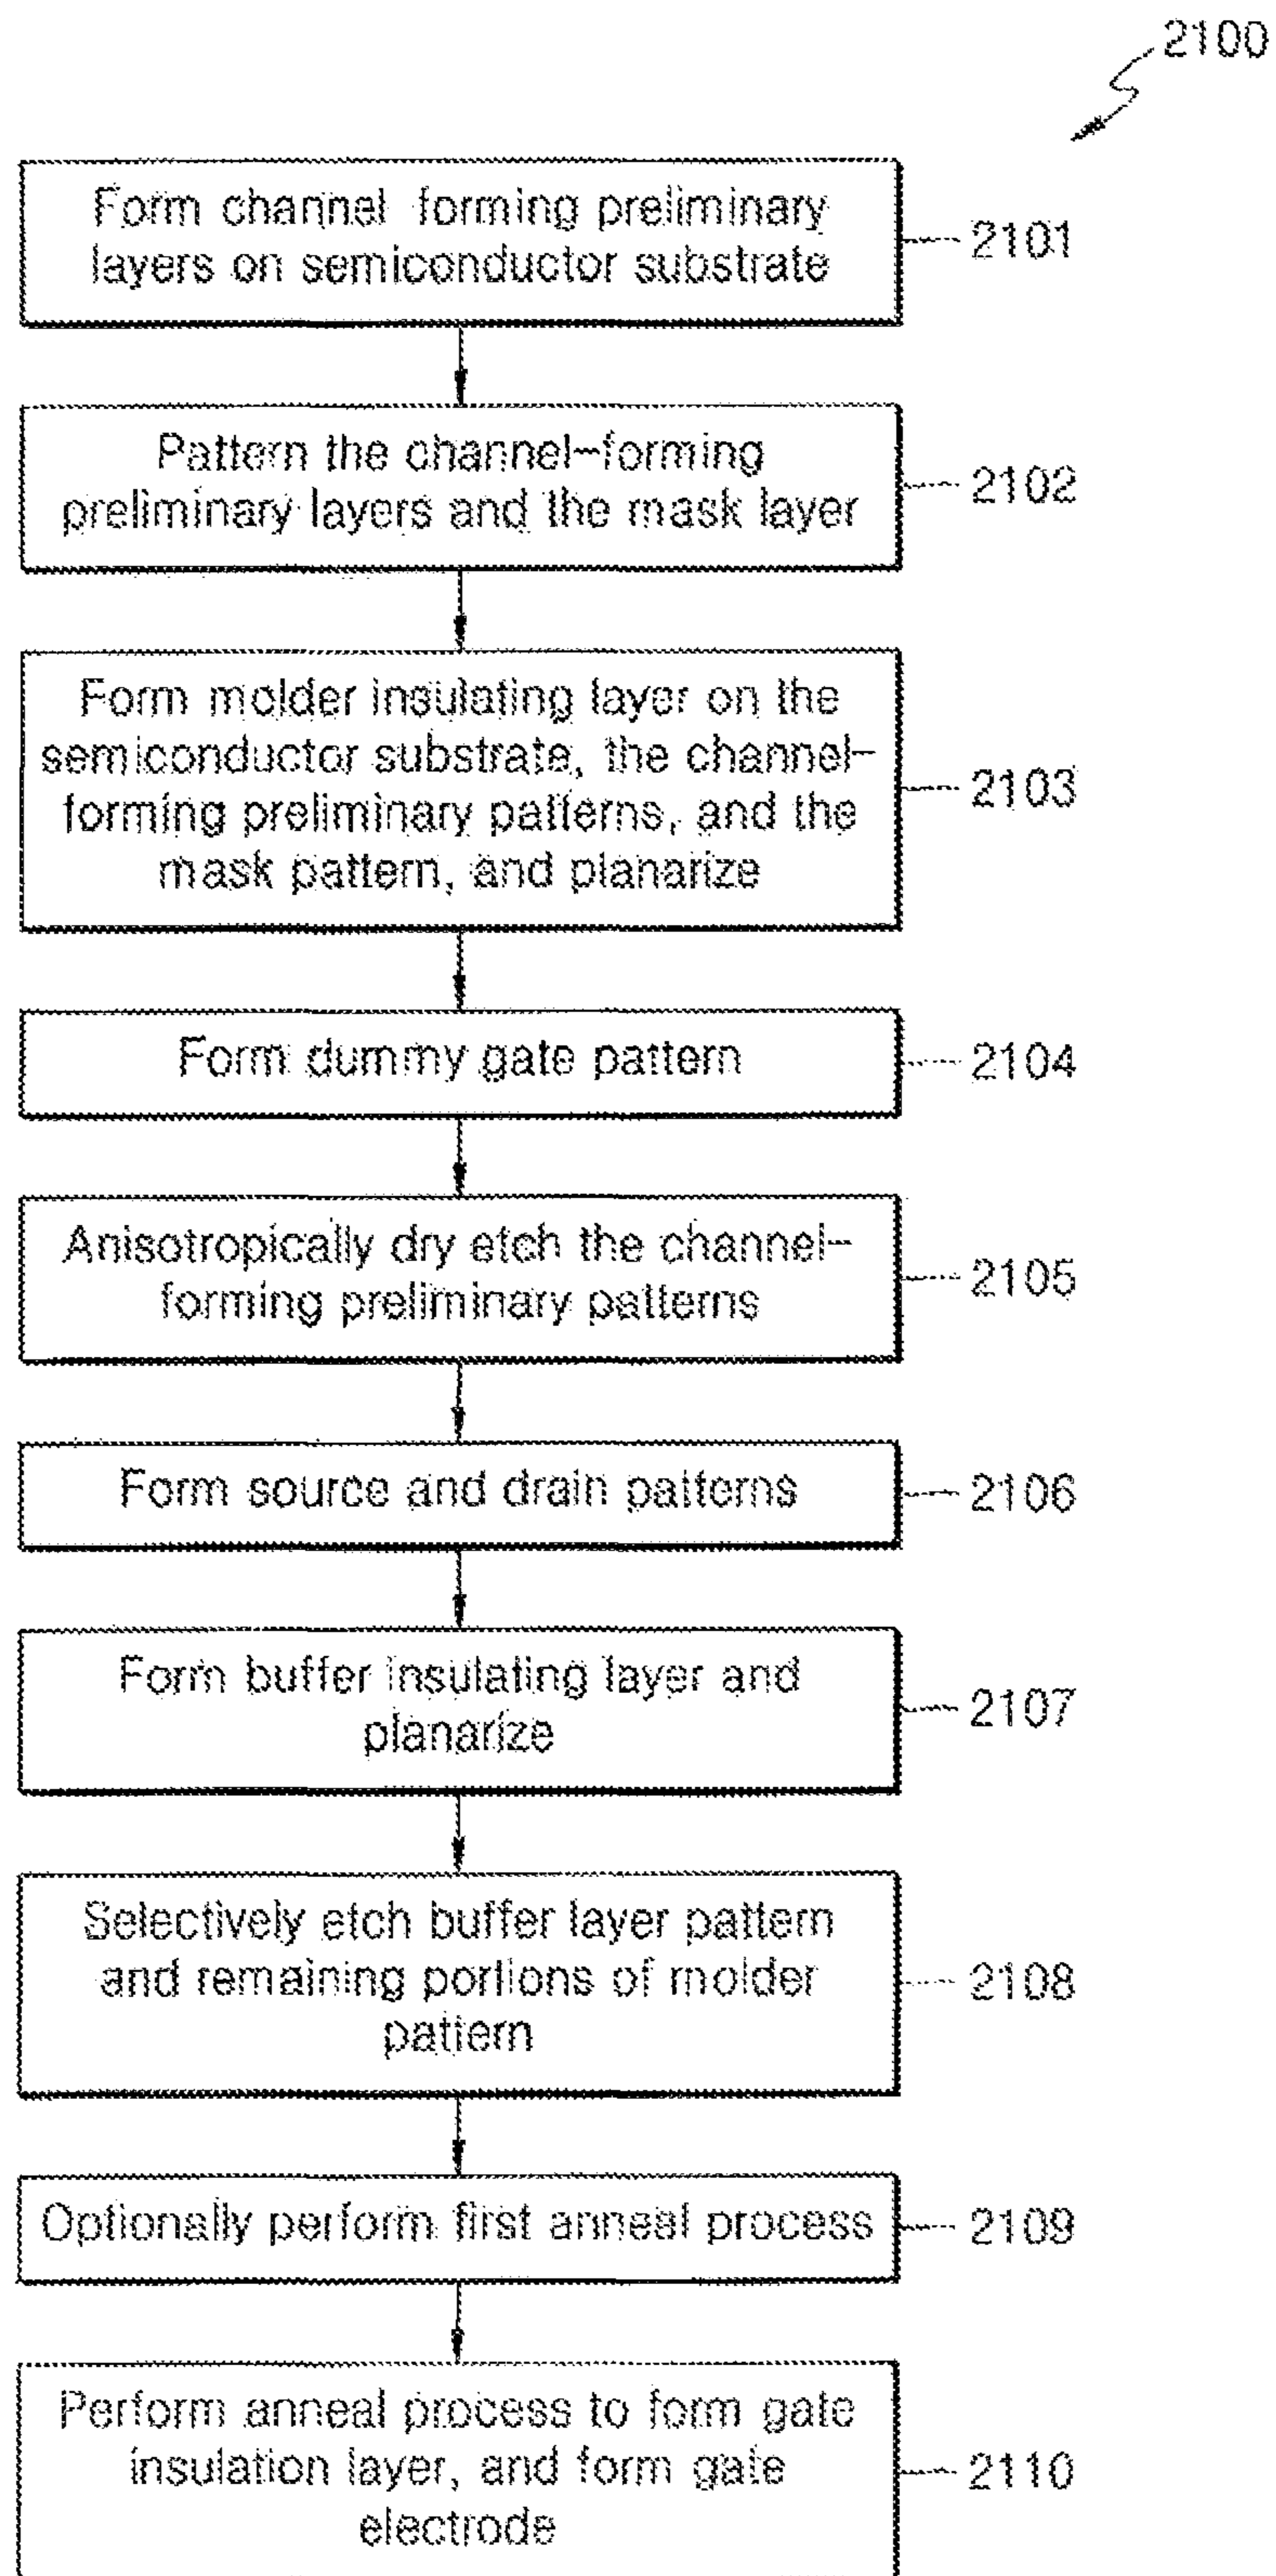 2100
Form channel forming preliminary
layers on semiconductor substrate
2101
Pattern the channel-forming
preliminary layers and the mask layer
2102
Form molder insulating layer on the
semiconductor substrate, the channel-
forming preliminary patterns, and the
mask pattern, and planarize
2103
Form dummy gate pattern
2104
Anisotropically dry etch the channel-
forming preliminary patterns
2105
Form source and drain patterns
2106
Form buffer insulating layer and
planarize
2107
Selectively etch buffer layer pattern
and remaining portions of molder
pattern
2108
Optionally perform first anneal process
2109
Perform anneal process to form gate
insulation layer, and form gate
electrode
2110